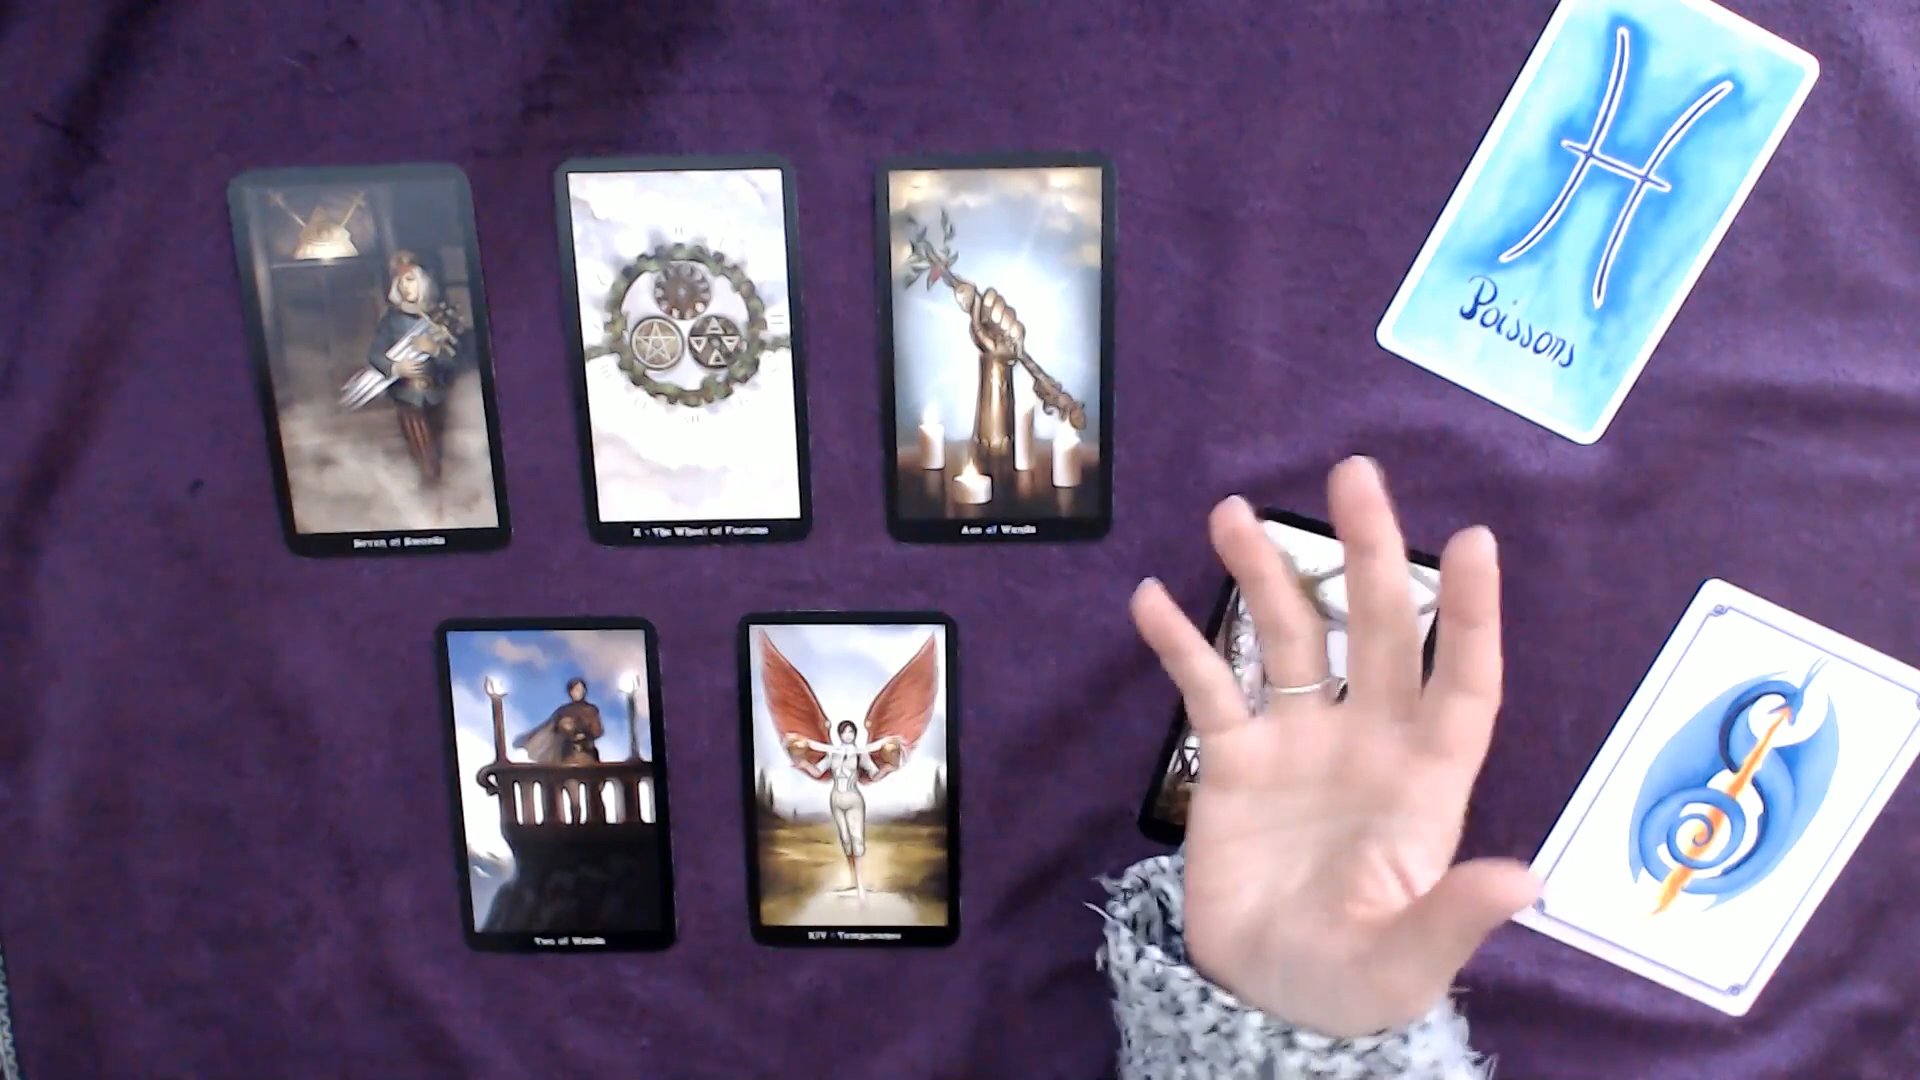 Seven of Swords
X - The Wheel of Fortune
Ace of Wands
Poissons
Two of Wands
XIV - Temperance